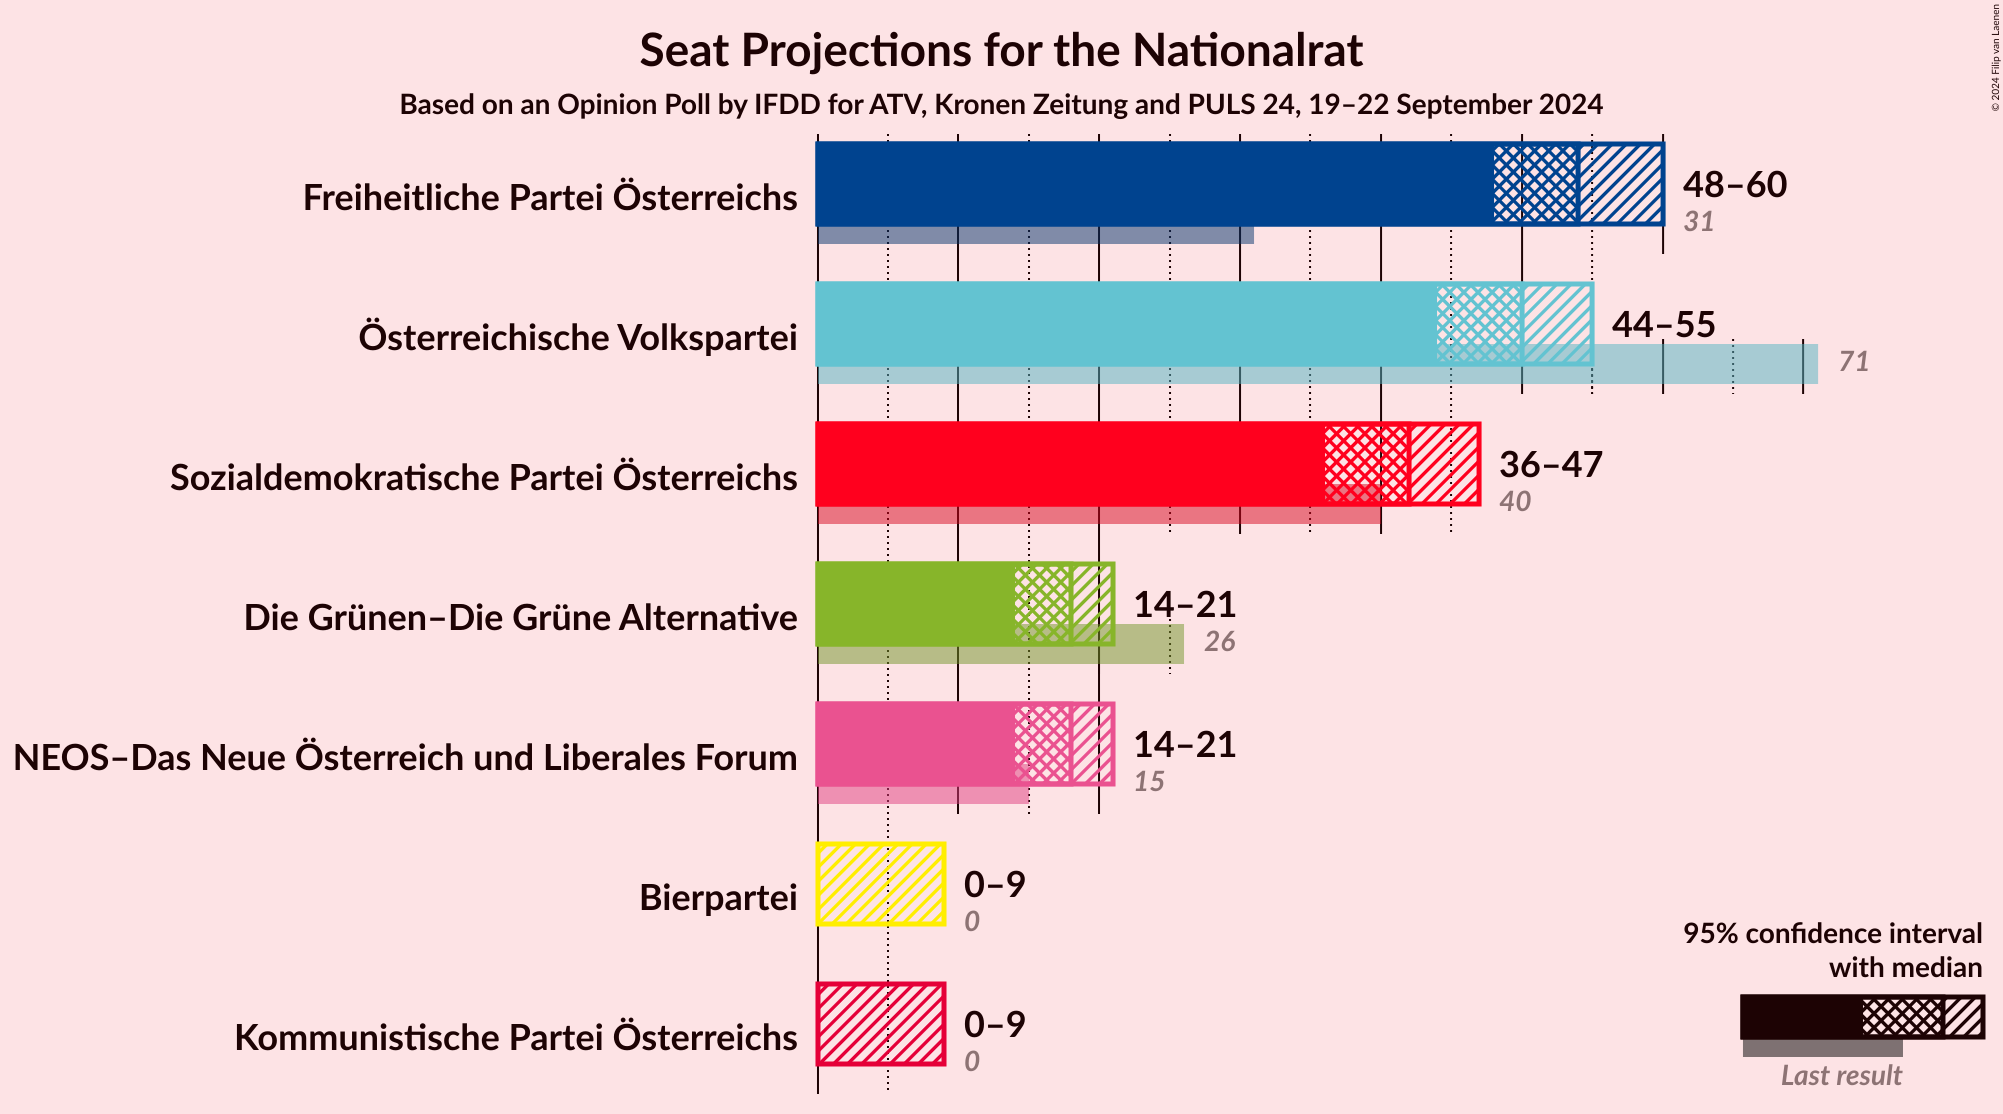 Seat Projections for the Nationalrat
Based on an Opinion Poll by IFDD for ATV, Kronen Zeitung and PULS 24, 19–22 September 2024
© 2024 Filip van Laenen
Freiheitliche Partei Österreichs
48–60
31
Österreichische Volkspartei
44–55
71
Sozialdemokratische Partei Österreichs
36–47
40
Die Grünen–Die Grüne Alternative
14–21
26
NEOS–Das Neue Österreich und Liberales Forum
14–21
15
Bierpartei
0–9
0
Kommunistische Partei Österreichs
0–9
0
95% confidence interval
with median
Last result